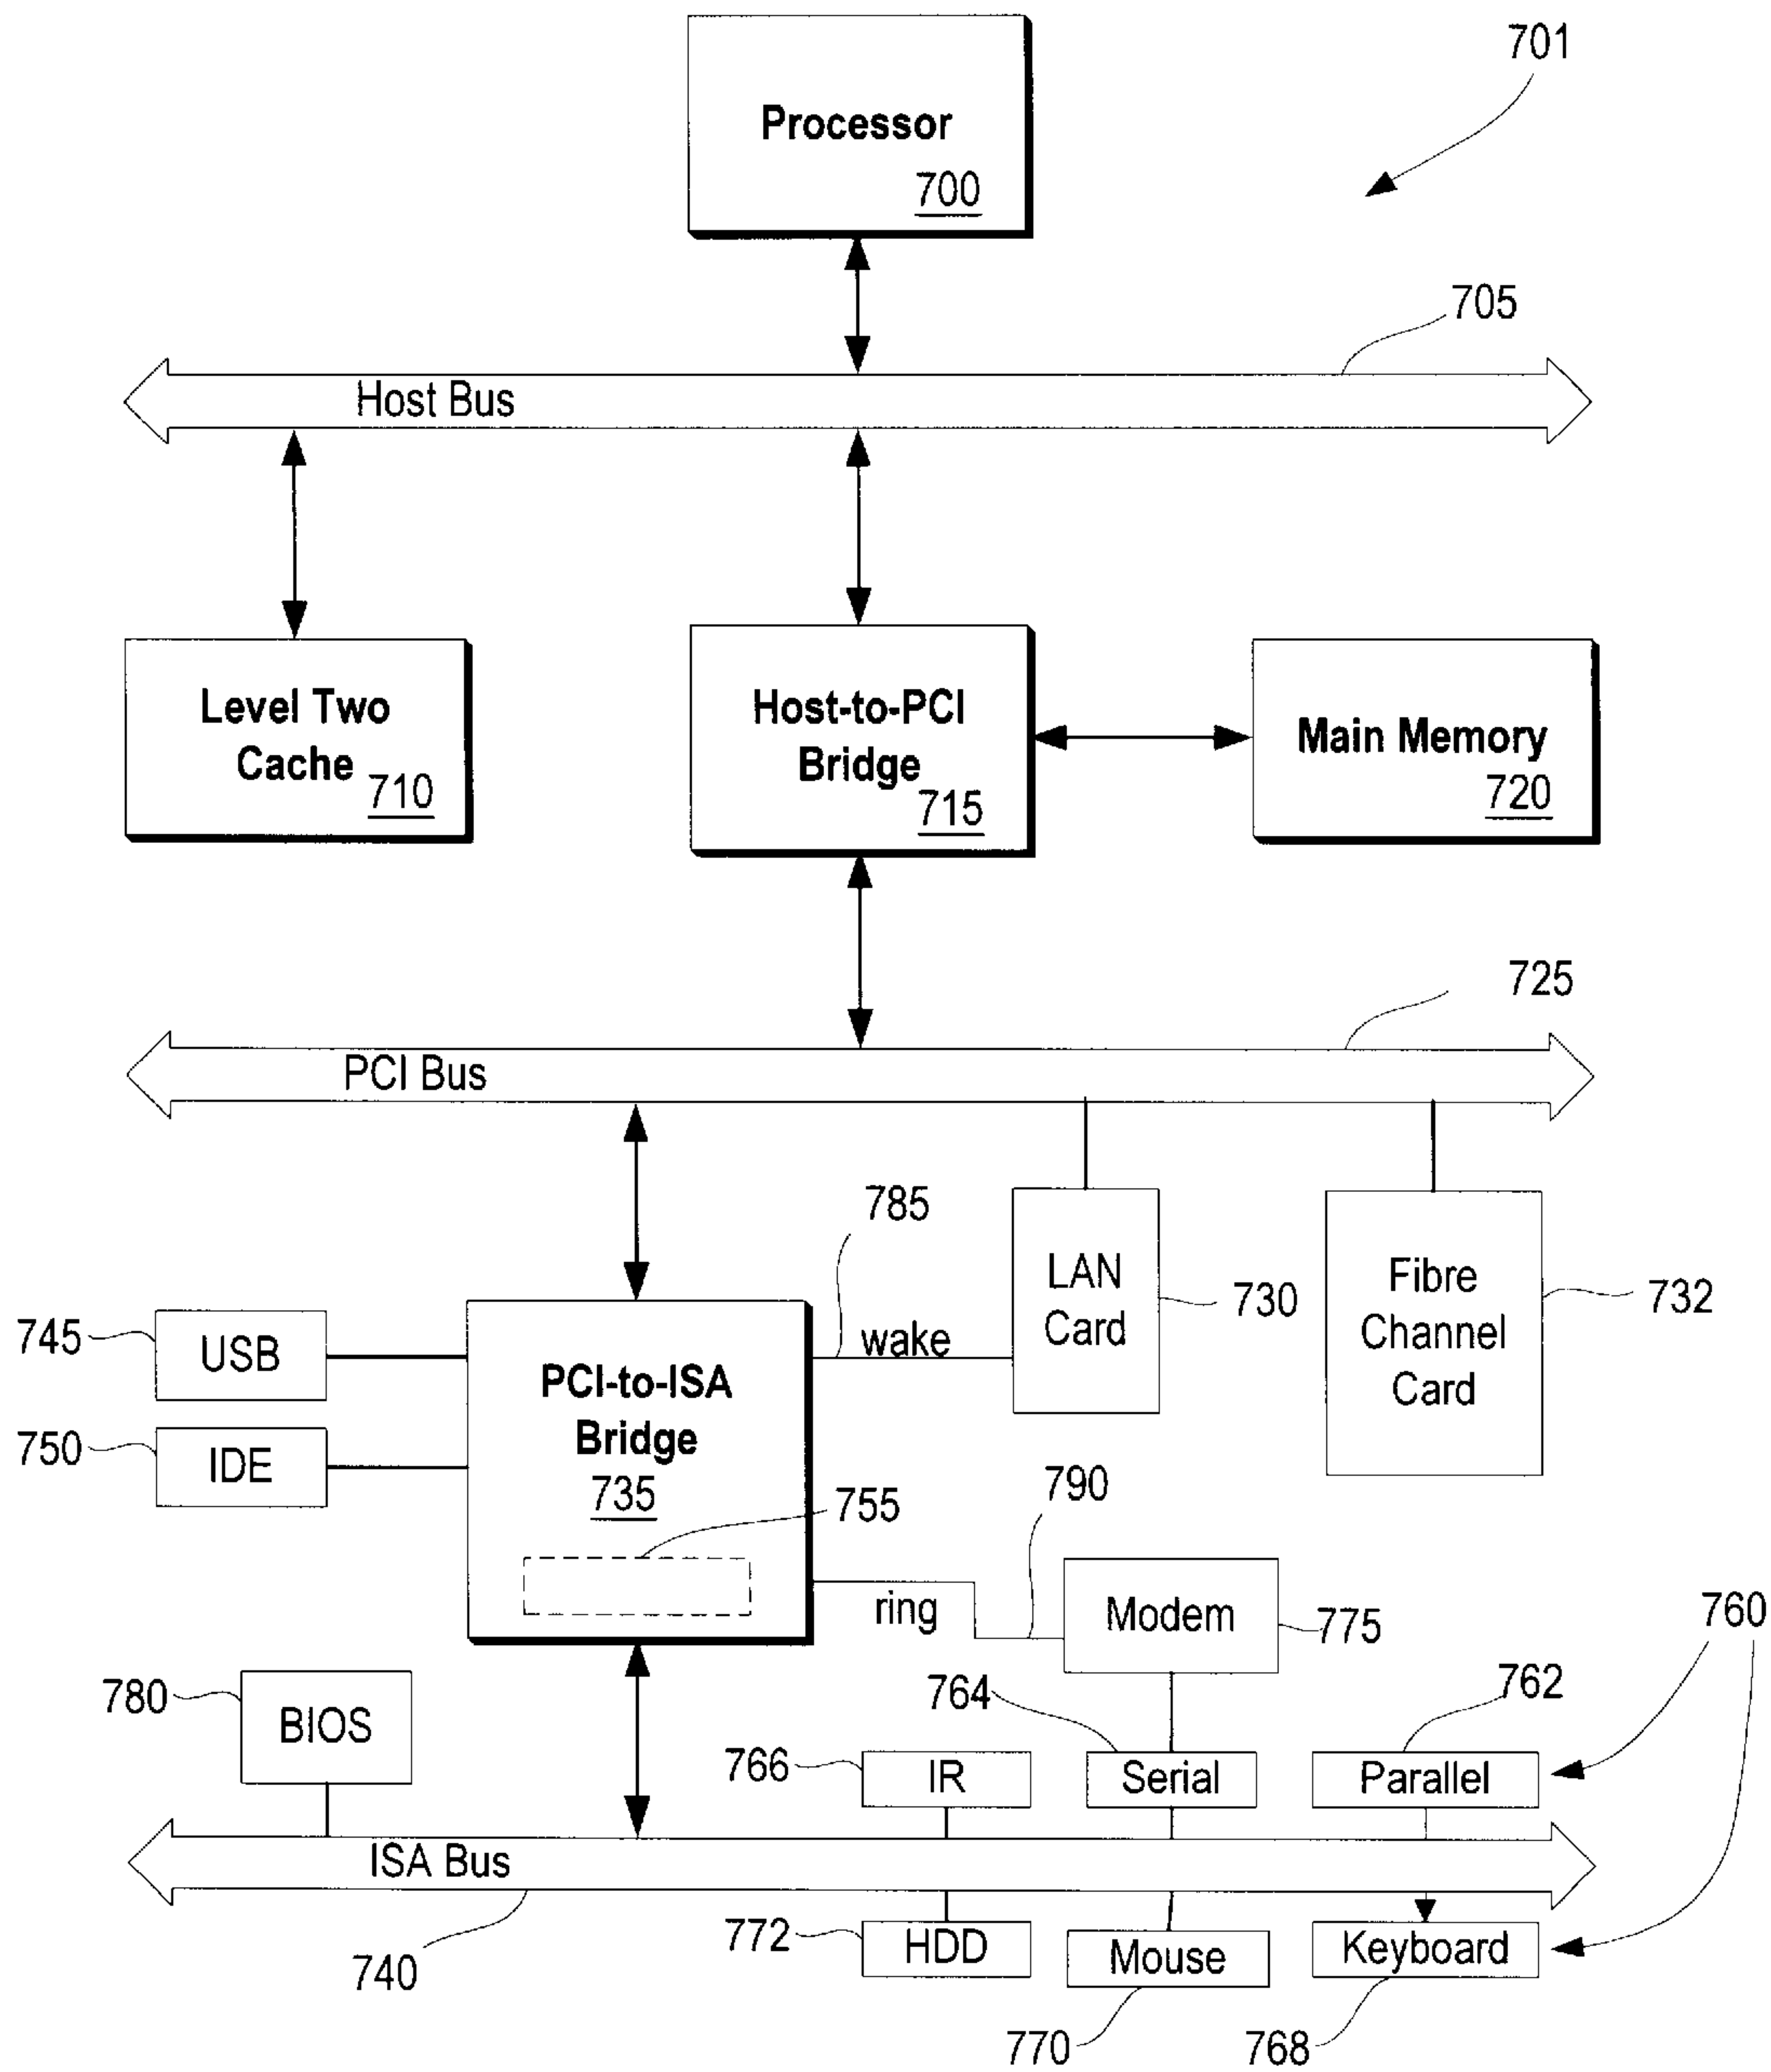 701
Processor
700
705
Host Bus
Level Two
Cache
710
Host-to-PCI
Bridge
715
Main Memory
720
725
PCI Bus
785
LAN
Card
730
Fibre
Channel
Card
732
745
USB
wake
PCI-to-ISA
Bridge
735
750
IDE
755
790
ring
Modem
775
760
780
BIOS
764
762
766
IR
Serial
Parallel
ISA Bus
740
772
HDD
Mouse
Keyboard
770
768